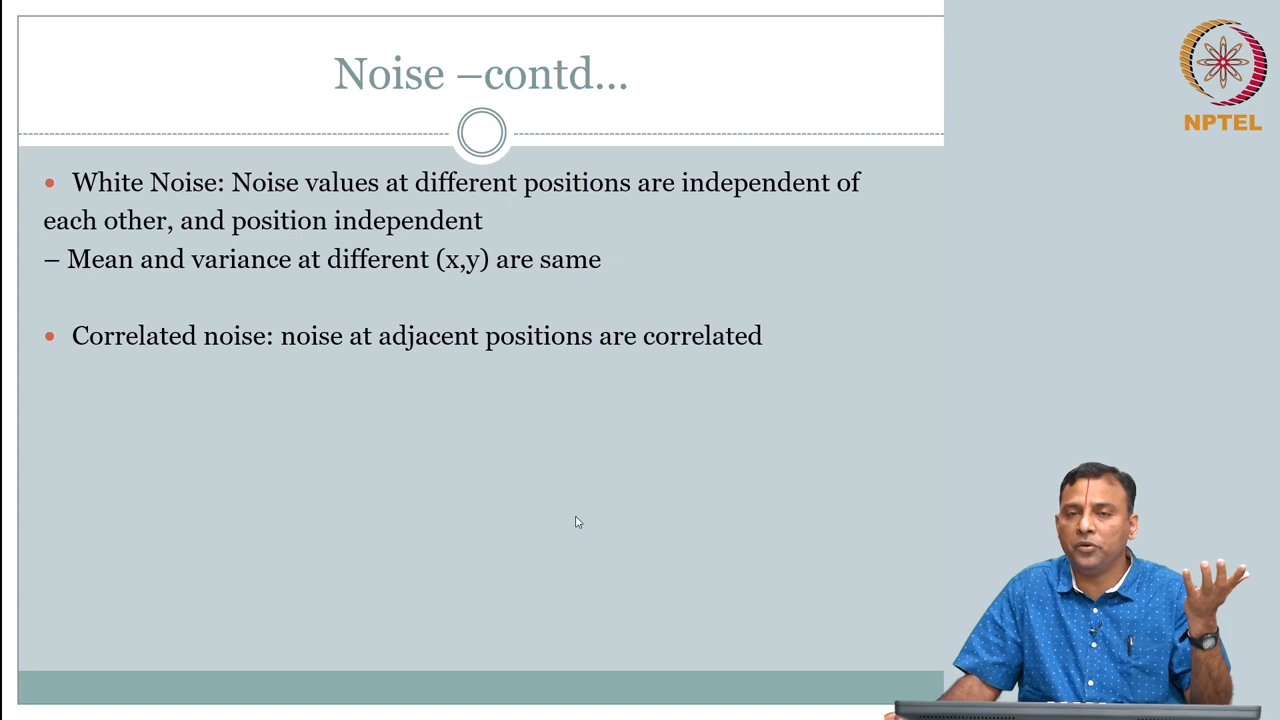 Noise –contd...
NPTEL
• White Noise: Noise values at different positions are independent of
each other, and position independent
– Mean and variance at different (x,y) are same
• Correlated noise: noise at adjacent positions are correlated